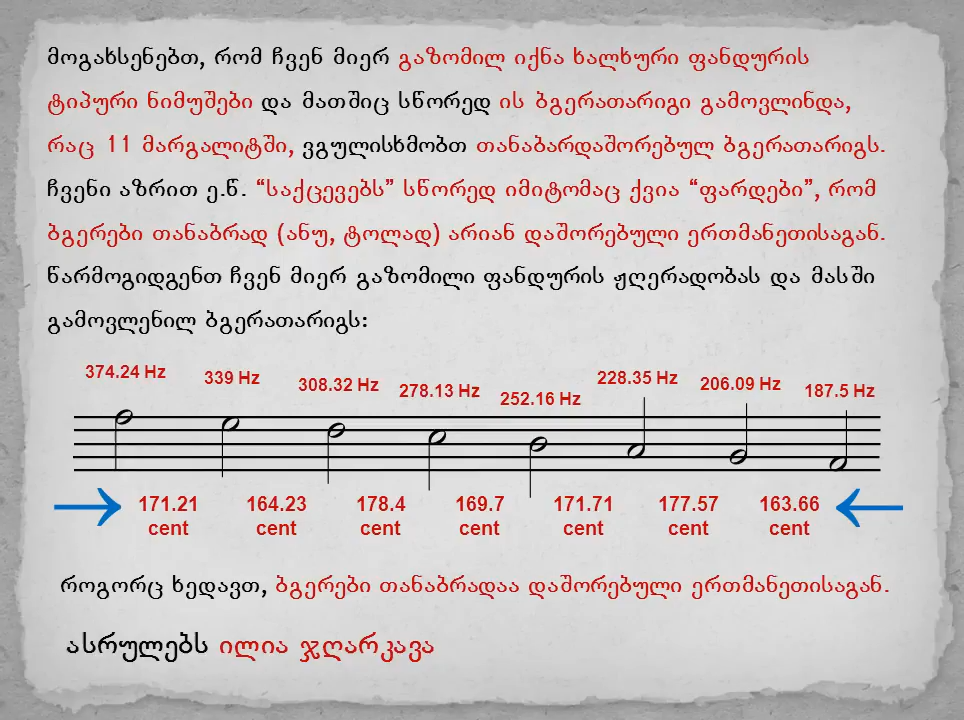 მოგახსენებთ, რომ ჩვენ მიერ გაზომილ იქნა ხალხური ფანდურის
ტიპური ნიმუშები და მათშიც სწორედ ის ბგერათარიგი გამოვლინდა,
რაც 11 მარგალიტში, ვგულისხმობთ თანაბარდაშორებულ ბგერათარიგს.
ჩვენი აზრით ე.წ. “საქცევებს” სწორედ იმიტომაც ქვია “ფარდები”, რომ
ბგერები თანაბრად (ანუ, ტოლად) არიან დაშორებული ერთმანეთისაგან.
წარმოგიდგენთ ჩვენ მიერ გაზომილი ფანდურის ჟღერადობას და მასში
გამოვლენილ ბგერათარიგს:
374.24 Hz 339 Hz 308.32 Hz 278.13 Hz 252.16 Hz 228.35 Hz 206.09 Hz 187.5 Hz
171.21 164.23 178.4 169.7 171.71 177.57 163.66
cent cent cent cent cent cent cent
როგორც ხედავთ, ბგერები თანაბრადაა დაშორებული ერთმანეთისაგან.
ასრულებს ილია ჯღარკავა